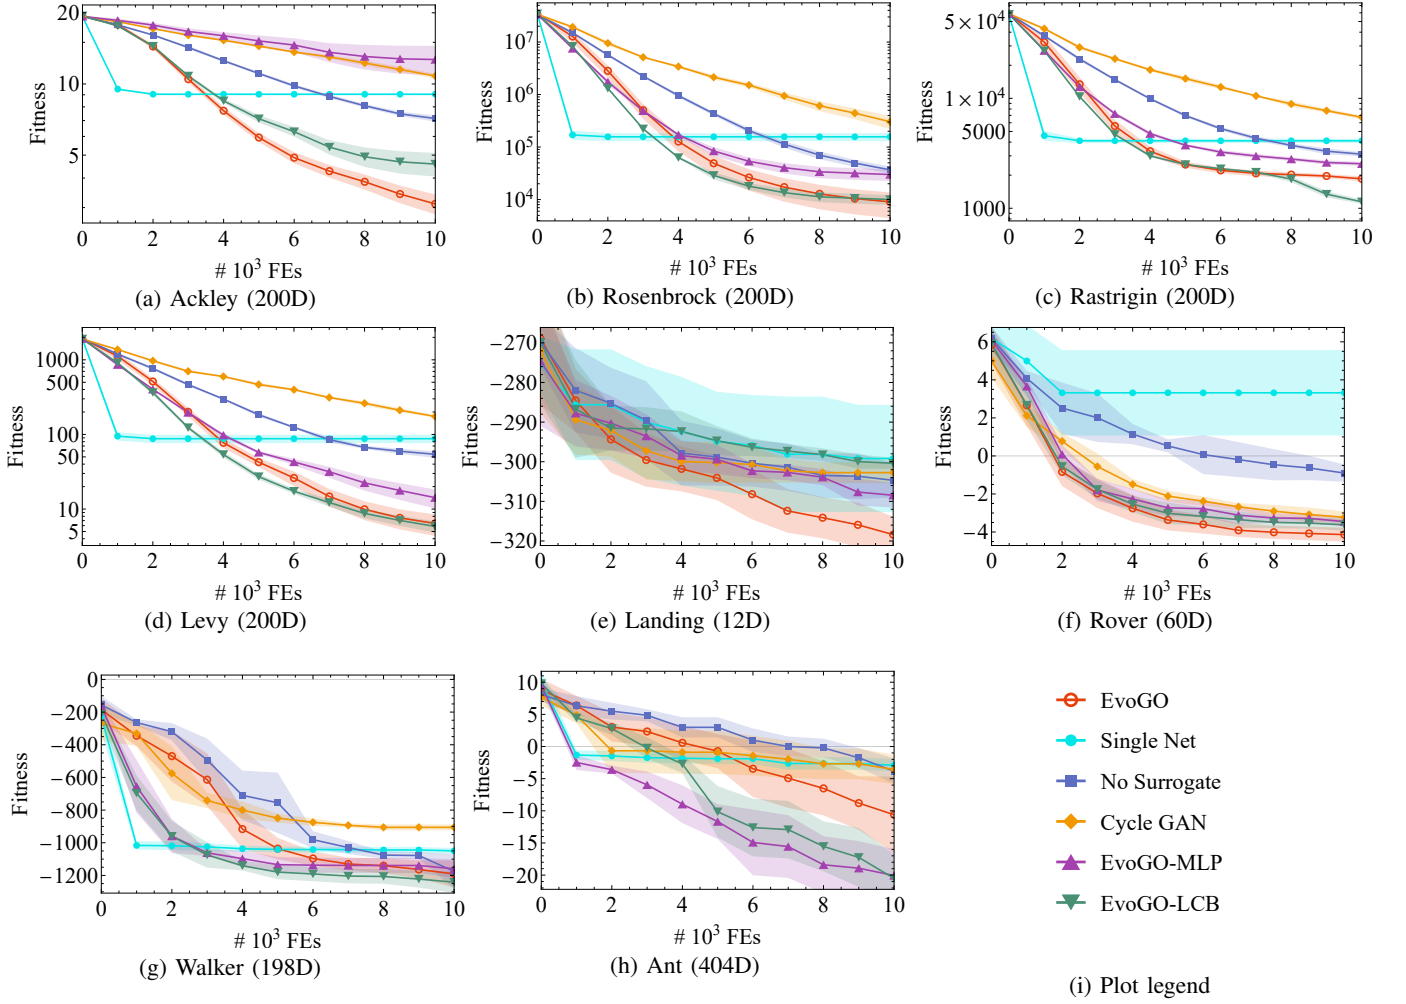 20
10
5
Fitness
0 2 4 6 8 10
# 10³ FEs
(a) Ackley (200D)
10⁷
10⁶
10⁵
10⁴
Fitness
0 2 4 6 8 10
# 10³ FEs
(b) Rosenbrock (200D)
5 × 10⁴
1 × 10⁴
5000
1000
Fitness
0 2 4 6 8 10
# 10³ FEs
(c) Rastrigin (200D)
1000
500
100
50
10
5
Fitness
0 2 4 6 8 10
# 10³ FEs
(d) Levy (200D)
−270
−280
−290
−300
−310
−320
Fitness
0 2 4 6 8 10
# 10³ FEs
(e) Landing (12D)
6
4
2
0
−2
−4
Fitness
0 2 4 6 8 10
# 10³ FEs
(f) Rover (60D)
0
−200
−400
−600
−800
−1000
−1200
Fitness
0 2 4 6 8 10
# 10³ FEs
(g) Walker (198D)
10
5
0
−5
−10
−15
−20
Fitness
0 2 4 6 8 10
# 10³ FEs
(h) Ant (404D)
EvoGO
Single Net
No Surrogate
Cycle GAN
EvoGO-MLP
EvoGO-LCB
(i) Plot legend